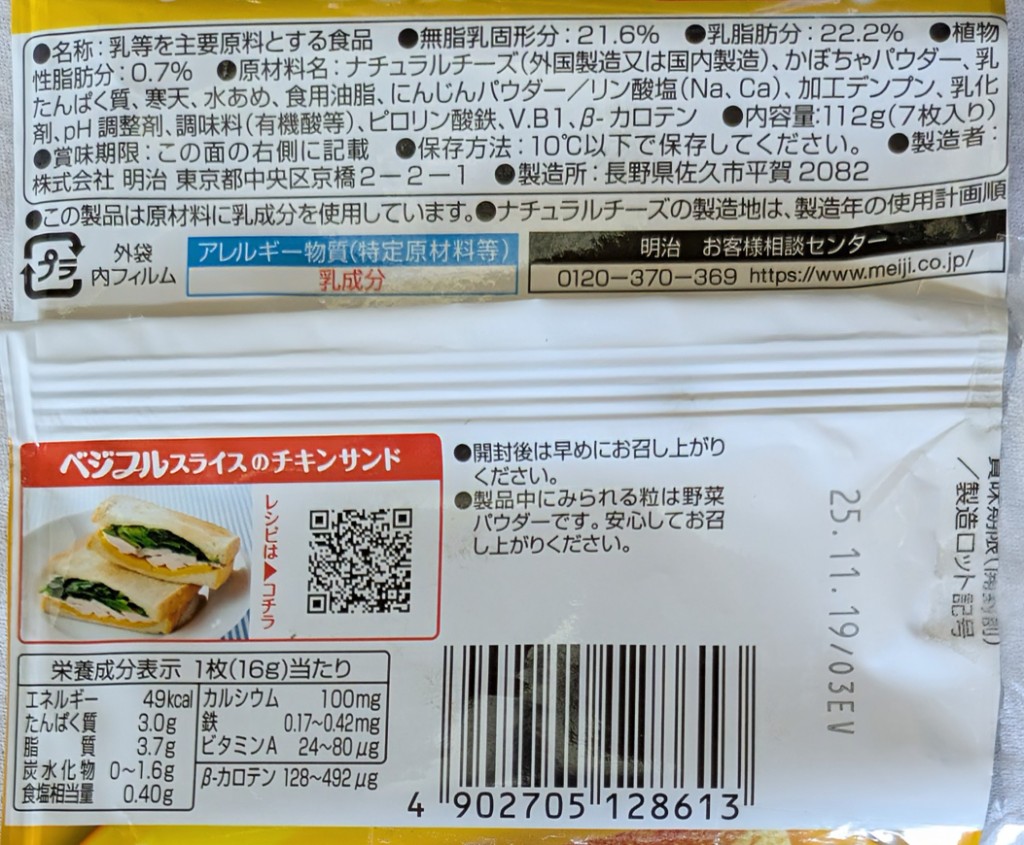 ●名称：乳等を主要原料とする食品　●無脂乳固形分：21.6%　●乳脂肪分：22.2%　●植物
性脂肪分：0.7%　●原材料名：ナチュラルチーズ(外国製造又は国内製造)、かぼちゃパウダー、乳
たんぱく質、寒天、水あめ、食用油脂、にんじんパウダー／リン酸塩(Na、Ca)、加工デンプン、乳化
剤、pH調整剤、調味料(有機酸等)、ピロリン酸鉄、V.B1、β-カロテン　●内容量:112g(7枚入り)
●賞味期限：この面の右側に記載　●保存方法：10℃以下で保存してください。　●製造者：
株式会社 明治 東京都中央区京橋2－2－1　●製造所：長野県佐久市平賀 2082
●この製品は原材料に乳成分を使用しています。●ナチュラルチーズの製造地は、製造年の使用計画順
プラ
外袋
内フィルム
アレルギー物質(特定原材料等)
乳成分
明治　お客様相談センター
0120－370－369 https://www.meiji.co.jp/
ベジフルスライスのチキンサンド
レシピは▶コチラ
●開封後は早めにお召し上がり
ください。
●製品中にみられる粒は野菜
パウダーです。安心してお召
し上がりください。
賞味期限(開封前)
／製造ロット記号
25.11.19/03EV
栄養成分表示 1枚(16g)当たり
エネルギー 49kcal
たんぱく質 3.0g
脂質 3.7g
炭水化物 0~1.6g
食塩相当量 0.40g
カルシウム 100mg
鉄 0.17~0.42mg
ビタミンA 24~80μg
β-カロテン 128~492μg
4 902705 128613